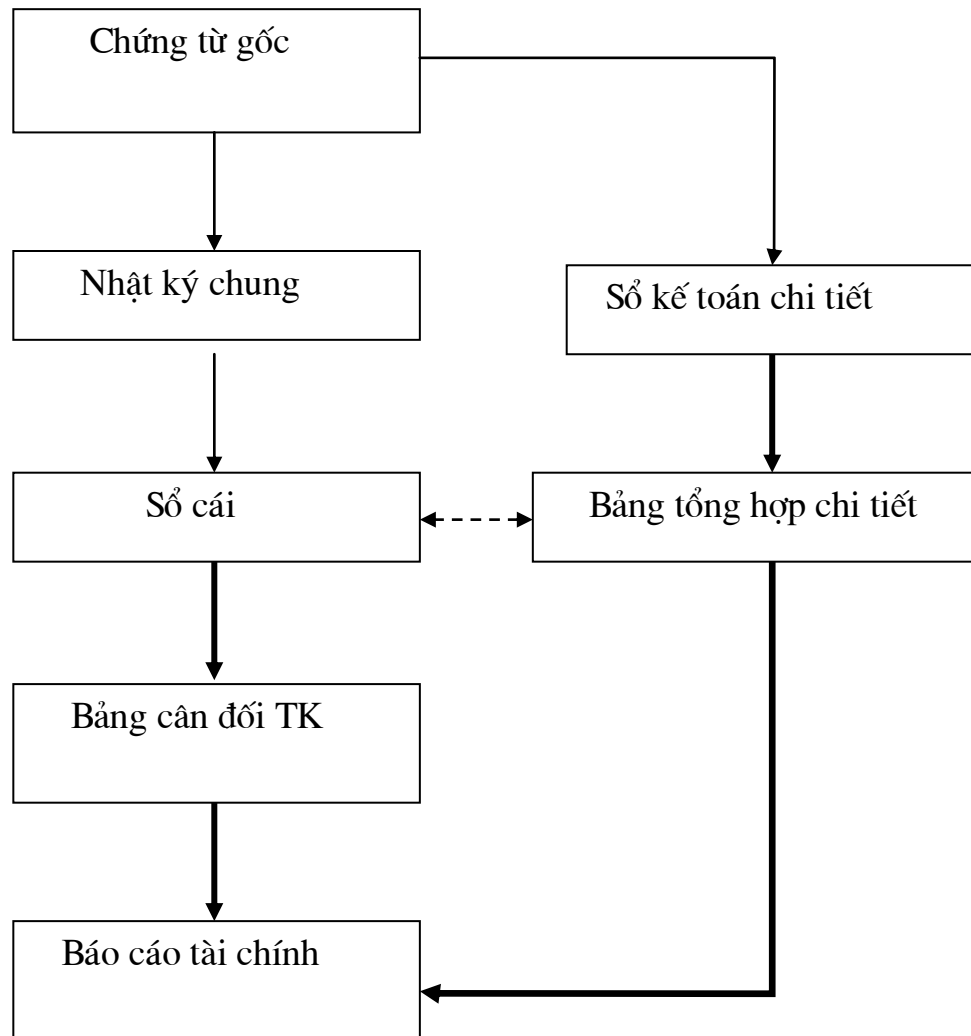 Chứng từ gốc
Nhật ký chung
Sổ kế toán chi tiết
Sổ cái
Bảng tổng hợp chi tiết
Bảng cân đối TK
Báo cáo tài chính